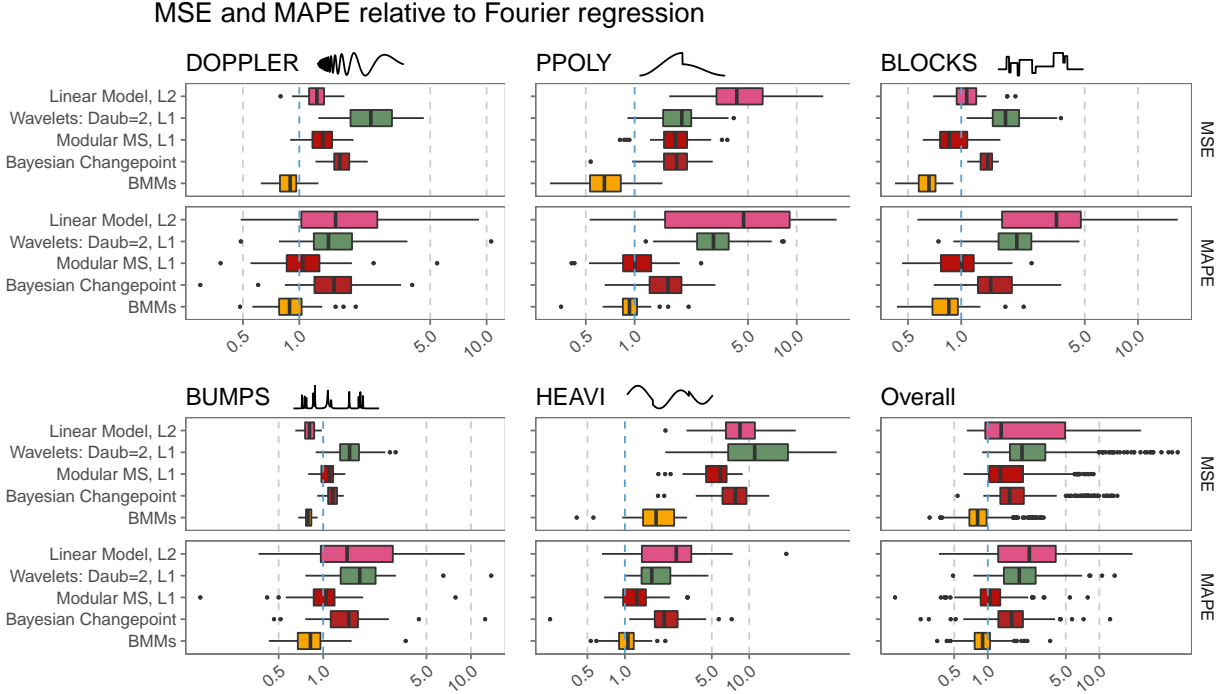 MSE and MAPE relative to Fourier regression
DOPPLER
PPOLY
BLOCKS
Linear Model, L2
Wavelets: Daub=2, L1
Modular MS, L1
Bayesian Changepoint
BMMs
MSE
Linear Model, L2
Wavelets: Daub=2, L1
Modular MS, L1
Bayesian Changepoint
BMMs
MAPE
0.5 1.0 5.0 10.0
0.5 1.0 5.0 10.0
0.5 1.0 5.0 10.0
BUMPS
HEAVI
Overall
Linear Model, L2
Wavelets: Daub=2, L1
Modular MS, L1
Bayesian Changepoint
BMMs
MSE
Linear Model, L2
Wavelets: Daub=2, L1
Modular MS, L1
Bayesian Changepoint
BMMs
MAPE
0.5 1.0 5.0 10.0
0.5 1.0 5.0 10.0
0.5 1.0 5.0 10.0